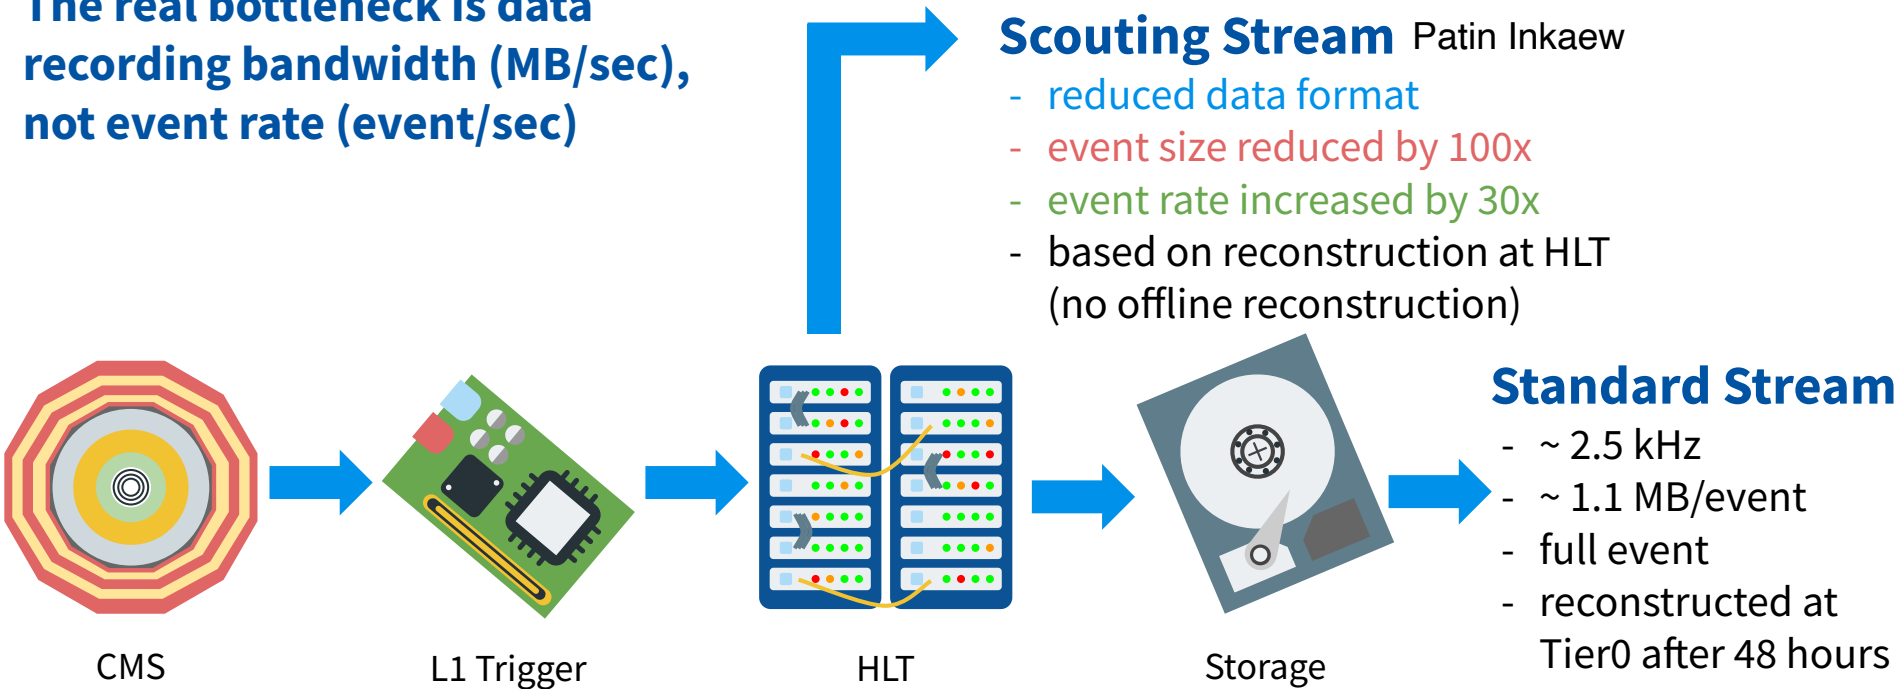 The real bottleneck is data
recording bandwidth (MB/sec),
not event rate (event/sec)
Scouting Stream Patin Inkaew
- reduced data format
- event size reduced by 100x
- event rate increased by 30x
- based on reconstruction at HLT
(no offline reconstruction)
Standard Stream
- ~ 2.5 kHz
- ~ 1.1 MB/event
- full event
- reconstructed at
Tier0 after 48 hours
CMS
L1 Trigger
HLT
Storage